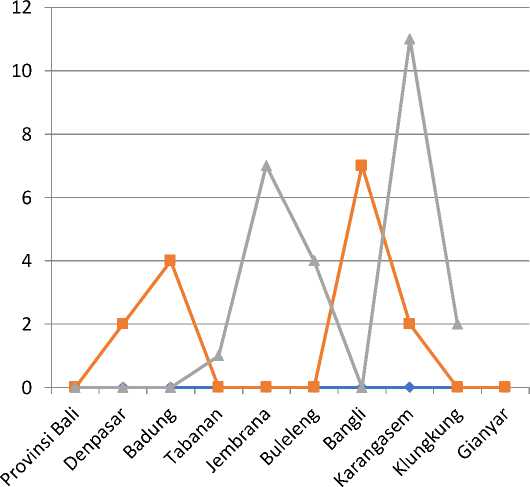 12
10
8
6
4
2
0
Provinsi Bali
Denpasar
Badung
Tabanan
Jembrana
Buleleng
Bangli
Karangasem
Klungkung
Gianyar